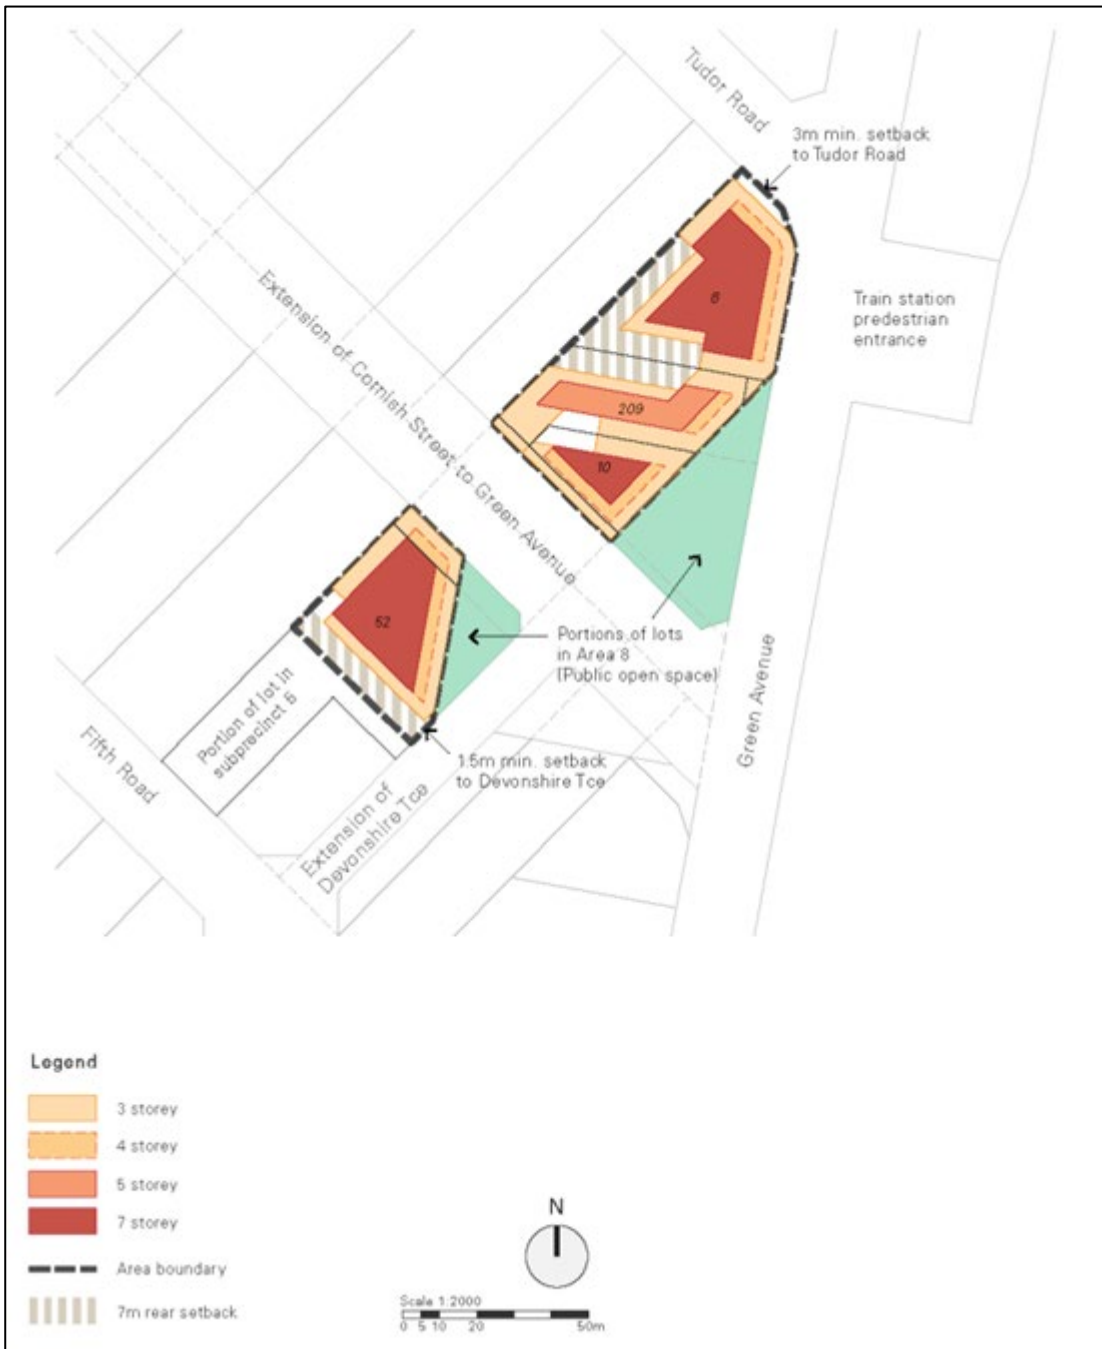 Tudor Road
3m min. setback
to Tudor Road
Extension of Cornish Street to Green Avenue
Train station
predestrian
entrance
8
209
10
52
Portions of lots
in Area 8
(Public open space)
Portion of lot in
subprecinct 6
Green Avenue
Fifth Road
1.5m min. setback
to Devonshire Tce
Extension of
Devonshire Tce
Legend
3 storey
4 storey
5 storey
7 storey
Area boundary
7m rear setback
N
Scale 1:2000
0 5 10 20 50m